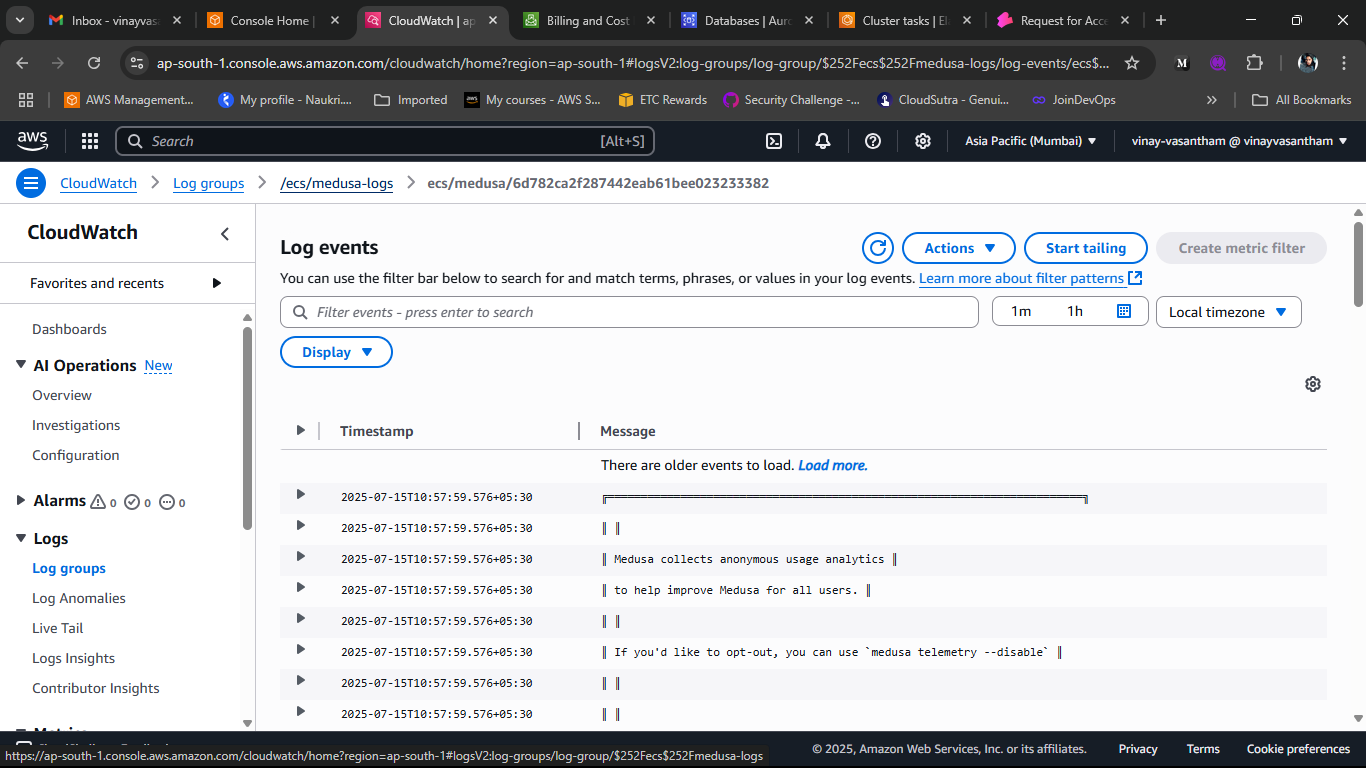 Inbox - vinayvas
Console Home |
CloudWatch | ap
Billing and Cost
Databases | Auro
Cluster tasks | El
Request for Acce
ap-south-1.console.aws.amazon.com/cloudwatch/home?region=ap-south-1#logsV2:log-groups/log-group/$252Fecs$252Fmedusa-logs/log-events/ecs$...
AWS Management...
My profile - Naukri....
Imported
My courses - AWS S...
ETC Rewards
Security Challenge -...
CloudSutra - Genui...
JoinDevOps
All Bookmarks
aws
Search
[Alt+S]
Asia Pacific (Mumbai)
vinay-vasantham @ vinayvasantham
CloudWatch
Log groups
/ecs/medusa-logs
ecs/medusa/6d782ca2f287442eab61bee023233382
CloudWatch
Favorites and recents
Dashboards
AI Operations New
Overview
Investigations
Configuration
Alarms 0 0 0
Logs
Log groups
Log Anomalies
Live Tail
Logs Insights
Contributor Insights
Log events
Actions
Start tailing
Create metric filter
You can use the filter bar below to search for and match terms, phrases, or values in your log events. Learn more about filter patterns
Filter events - press enter to search
1m 1h
Local timezone
Display
Timestamp Message
There are older events to load. Load more.
2025-07-15T10:57:59.576+05:30
2025-07-15T10:57:59.576+05:30 ║ ║
2025-07-15T10:57:59.576+05:30 ║ Medusa collects anonymous usage analytics ║
2025-07-15T10:57:59.576+05:30 ║ to help improve Medusa for all users. ║
2025-07-15T10:57:59.576+05:30 ║ ║
2025-07-15T10:57:59.576+05:30 ║ If you'd like to opt-out, you can use `medusa telemetry --disable` ║
2025-07-15T10:57:59.576+05:30 ║ ║
2025-07-15T10:57:59.576+05:30 ║ ║
https://ap-south-1.console.aws.amazon.com/cloudwatch/home?region=ap-south-1#logsV2:log-groups/log-group/$252Fecs$252Fmedusa-logs
© 2025, Amazon Web Services, Inc. or its affiliates.
Privacy
Terms
Cookie preferences